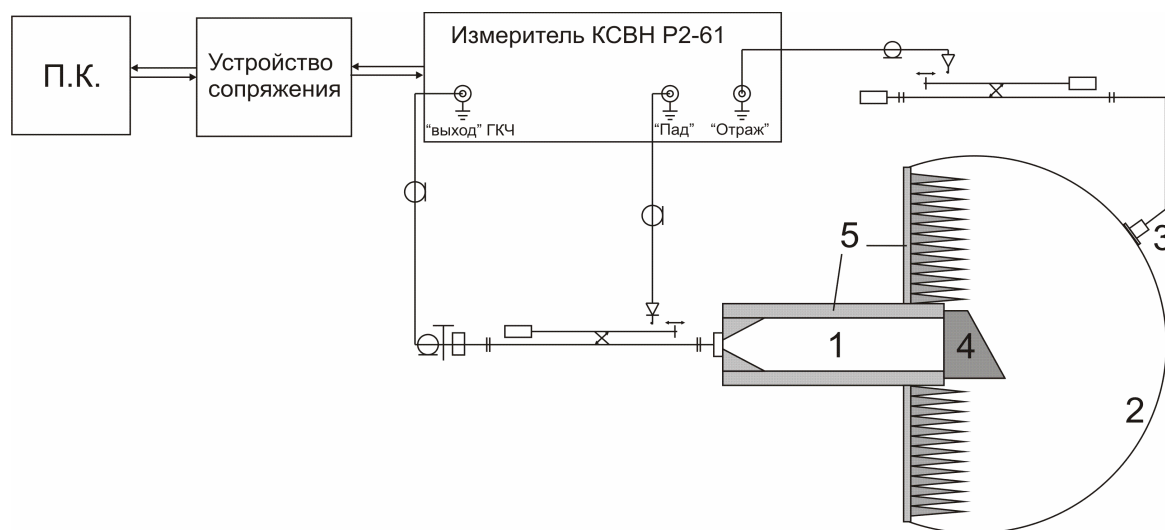 П.К.
Устройство
сопряжения
Измеритель КСВН Р2-61
"выход" ГКЧ
"Пад"
"Отраж"
1
2
3
4
5